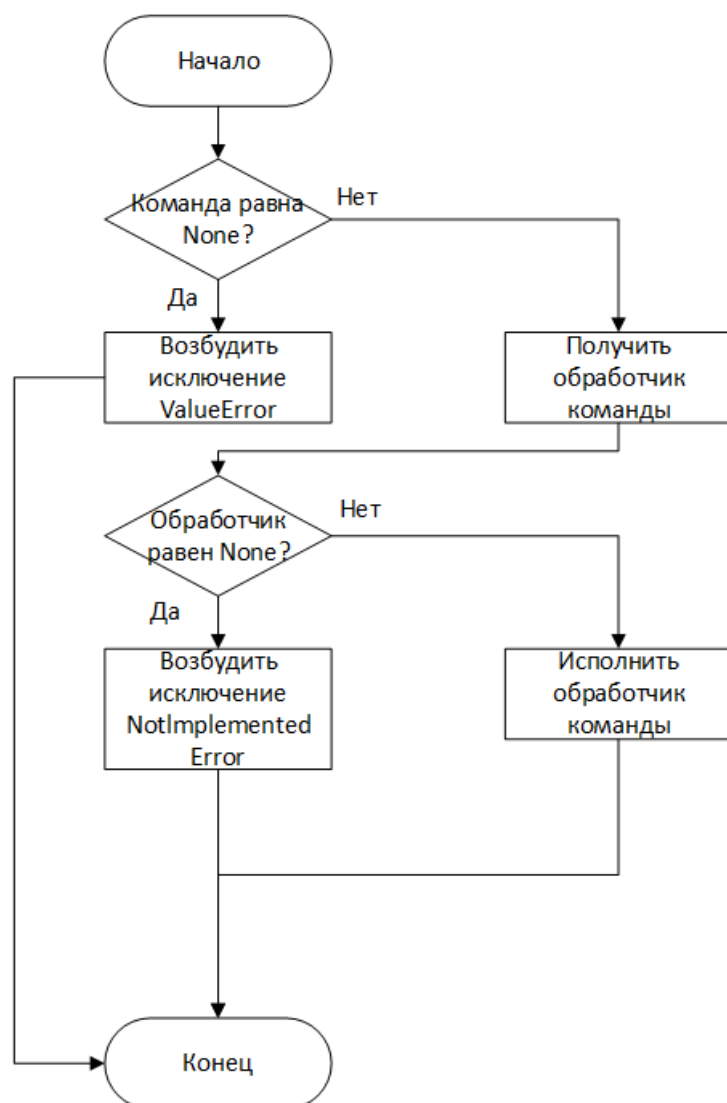 Начало
Команда равна
None?
Нет
Да
Возбудить
исключение
ValueError
Получить
обработчик
команды
Обработчик
равен None?
Нет
Да
Возбудить
исключение
NotImplemented
Error
Исполнить
обработчик
команды
Конец